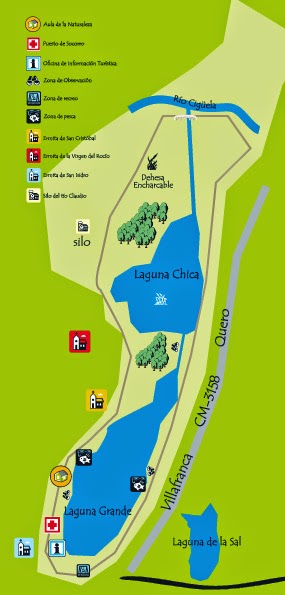 Aula de la Naturaleza
Puesto de Socorro
Oficina de Información Turística
Zona de Observación
Zona de recreo
Zona de pesca
Ermita de San Cristóbal
Ermita de la Virgen del Rocío
Ermita de San Isidro
Silo del tío Claudio
Río Cigüela
Dehesa
Encharcable
silo
Laguna Chica
Quero
CM-3158
Villafranca
Laguna Grande
Laguna de la Sal